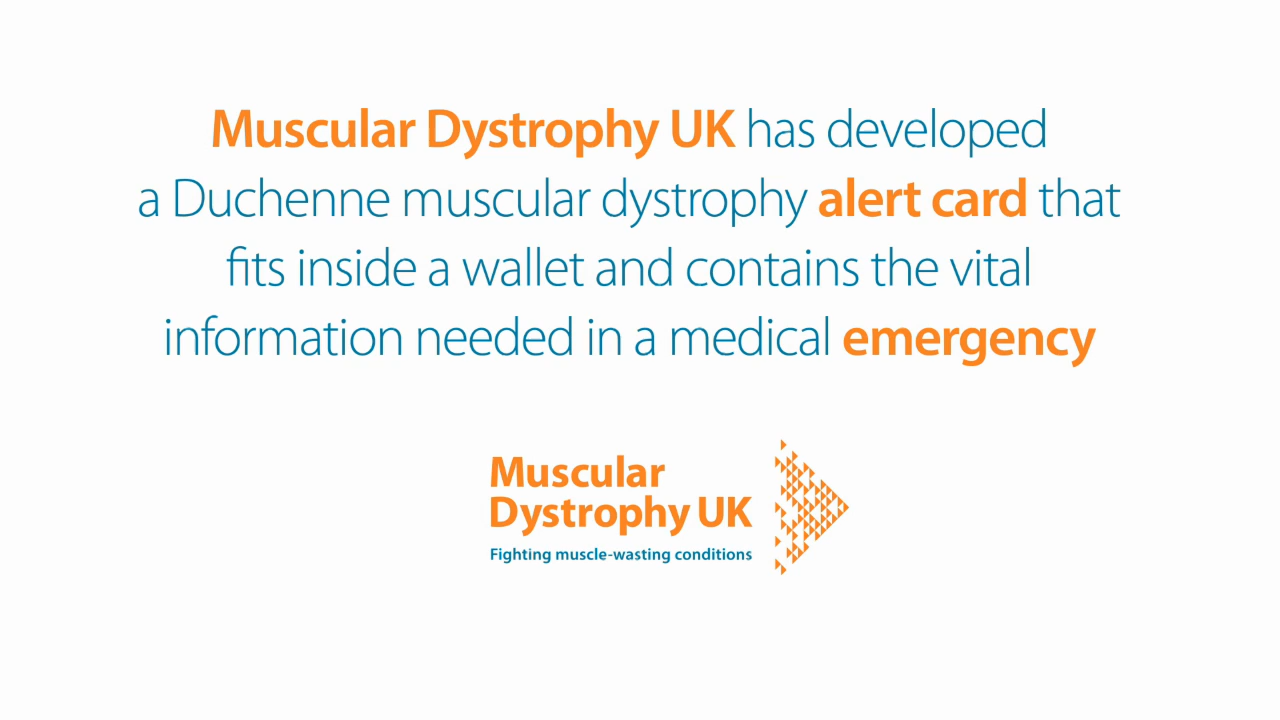 Muscular Dystrophy UK has developed
a Duchenne muscular dystrophy alert card that
fits inside a wallet and contains the vital
information needed in a medical emergency
Muscular
Dystrophy UK
Fighting muscle-wasting conditions